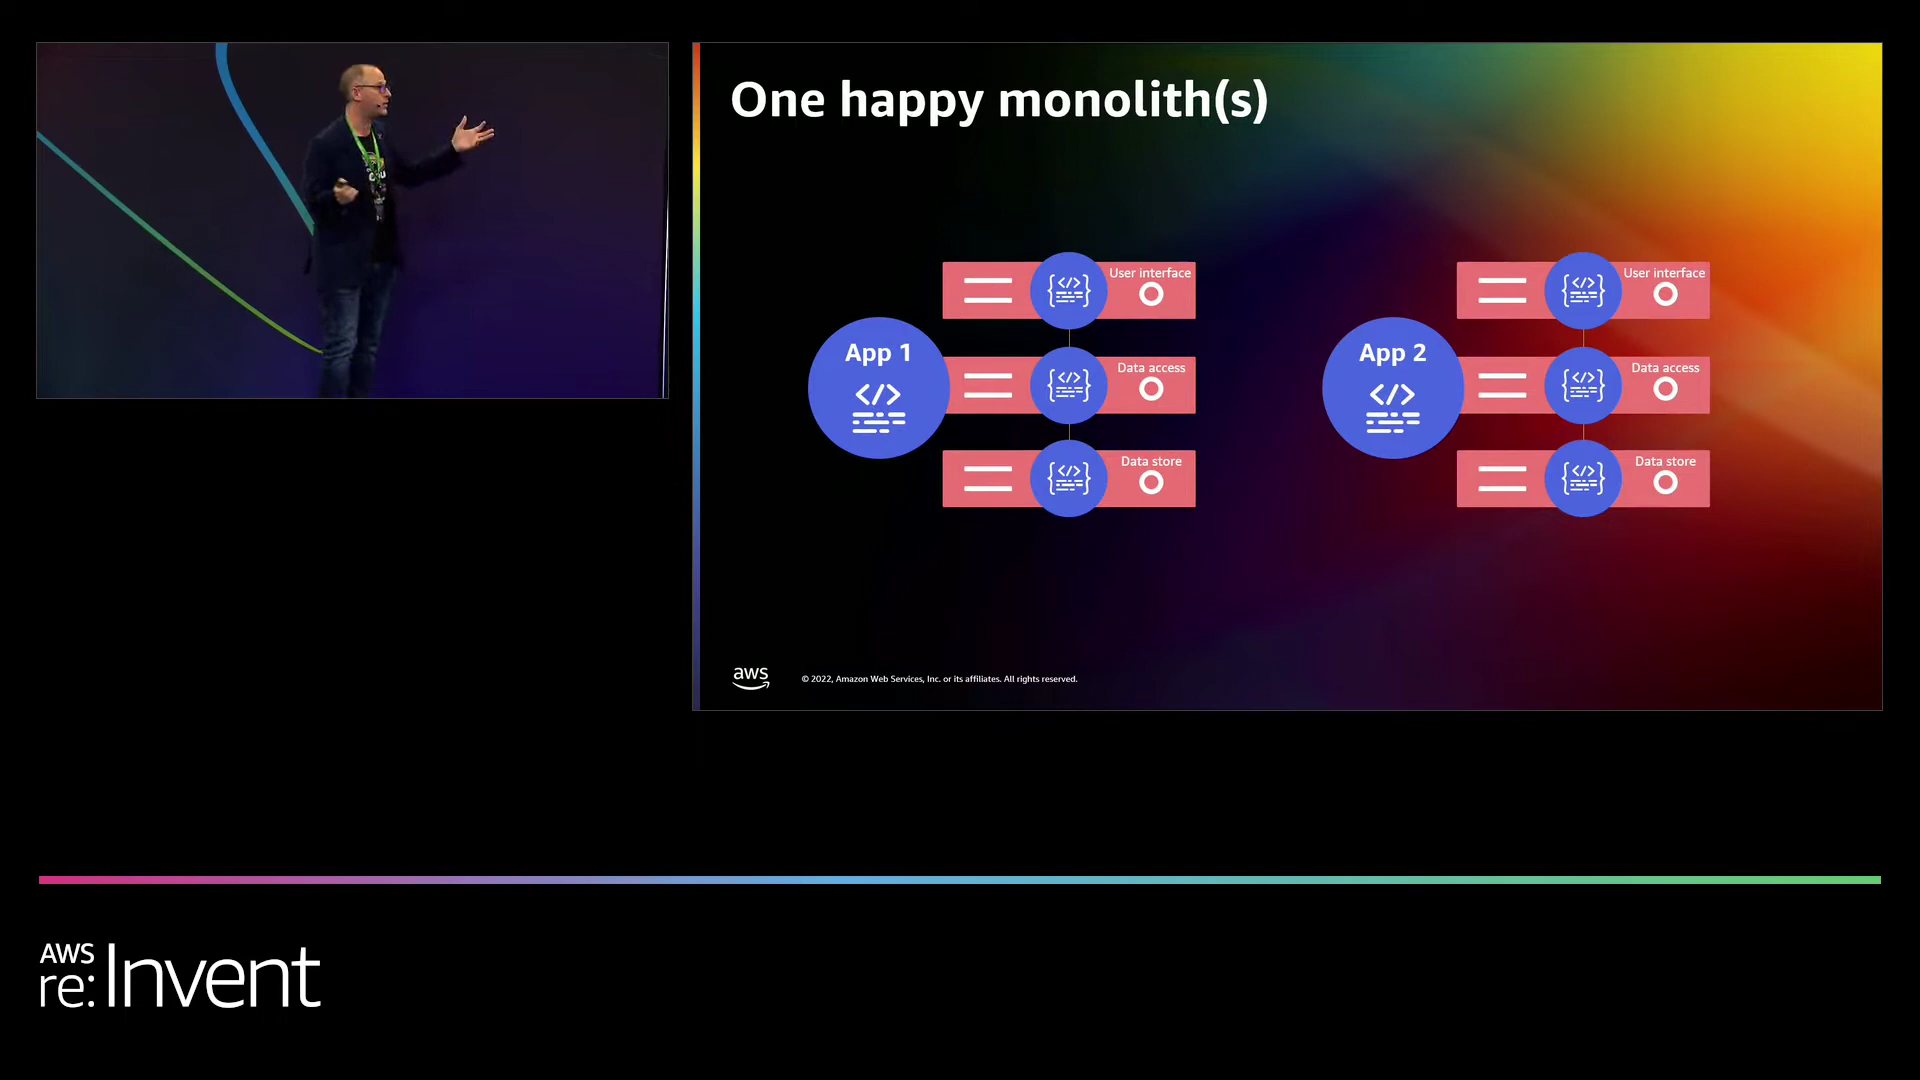 One happy monolith(s)
App 1
User interface
Data access
Data store
App 2
User interface
Data access
Data store
aws
© 2022, Amazon Web Services, Inc. or its affiliates. All rights reserved.
AWS
re:Invent